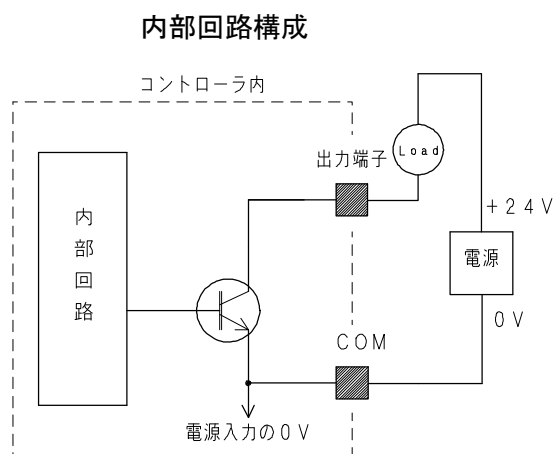 内部回路構成
コントローラ内
出力端子
Load
+24V
内部回路
電源
0V
COM
電源入力の0V